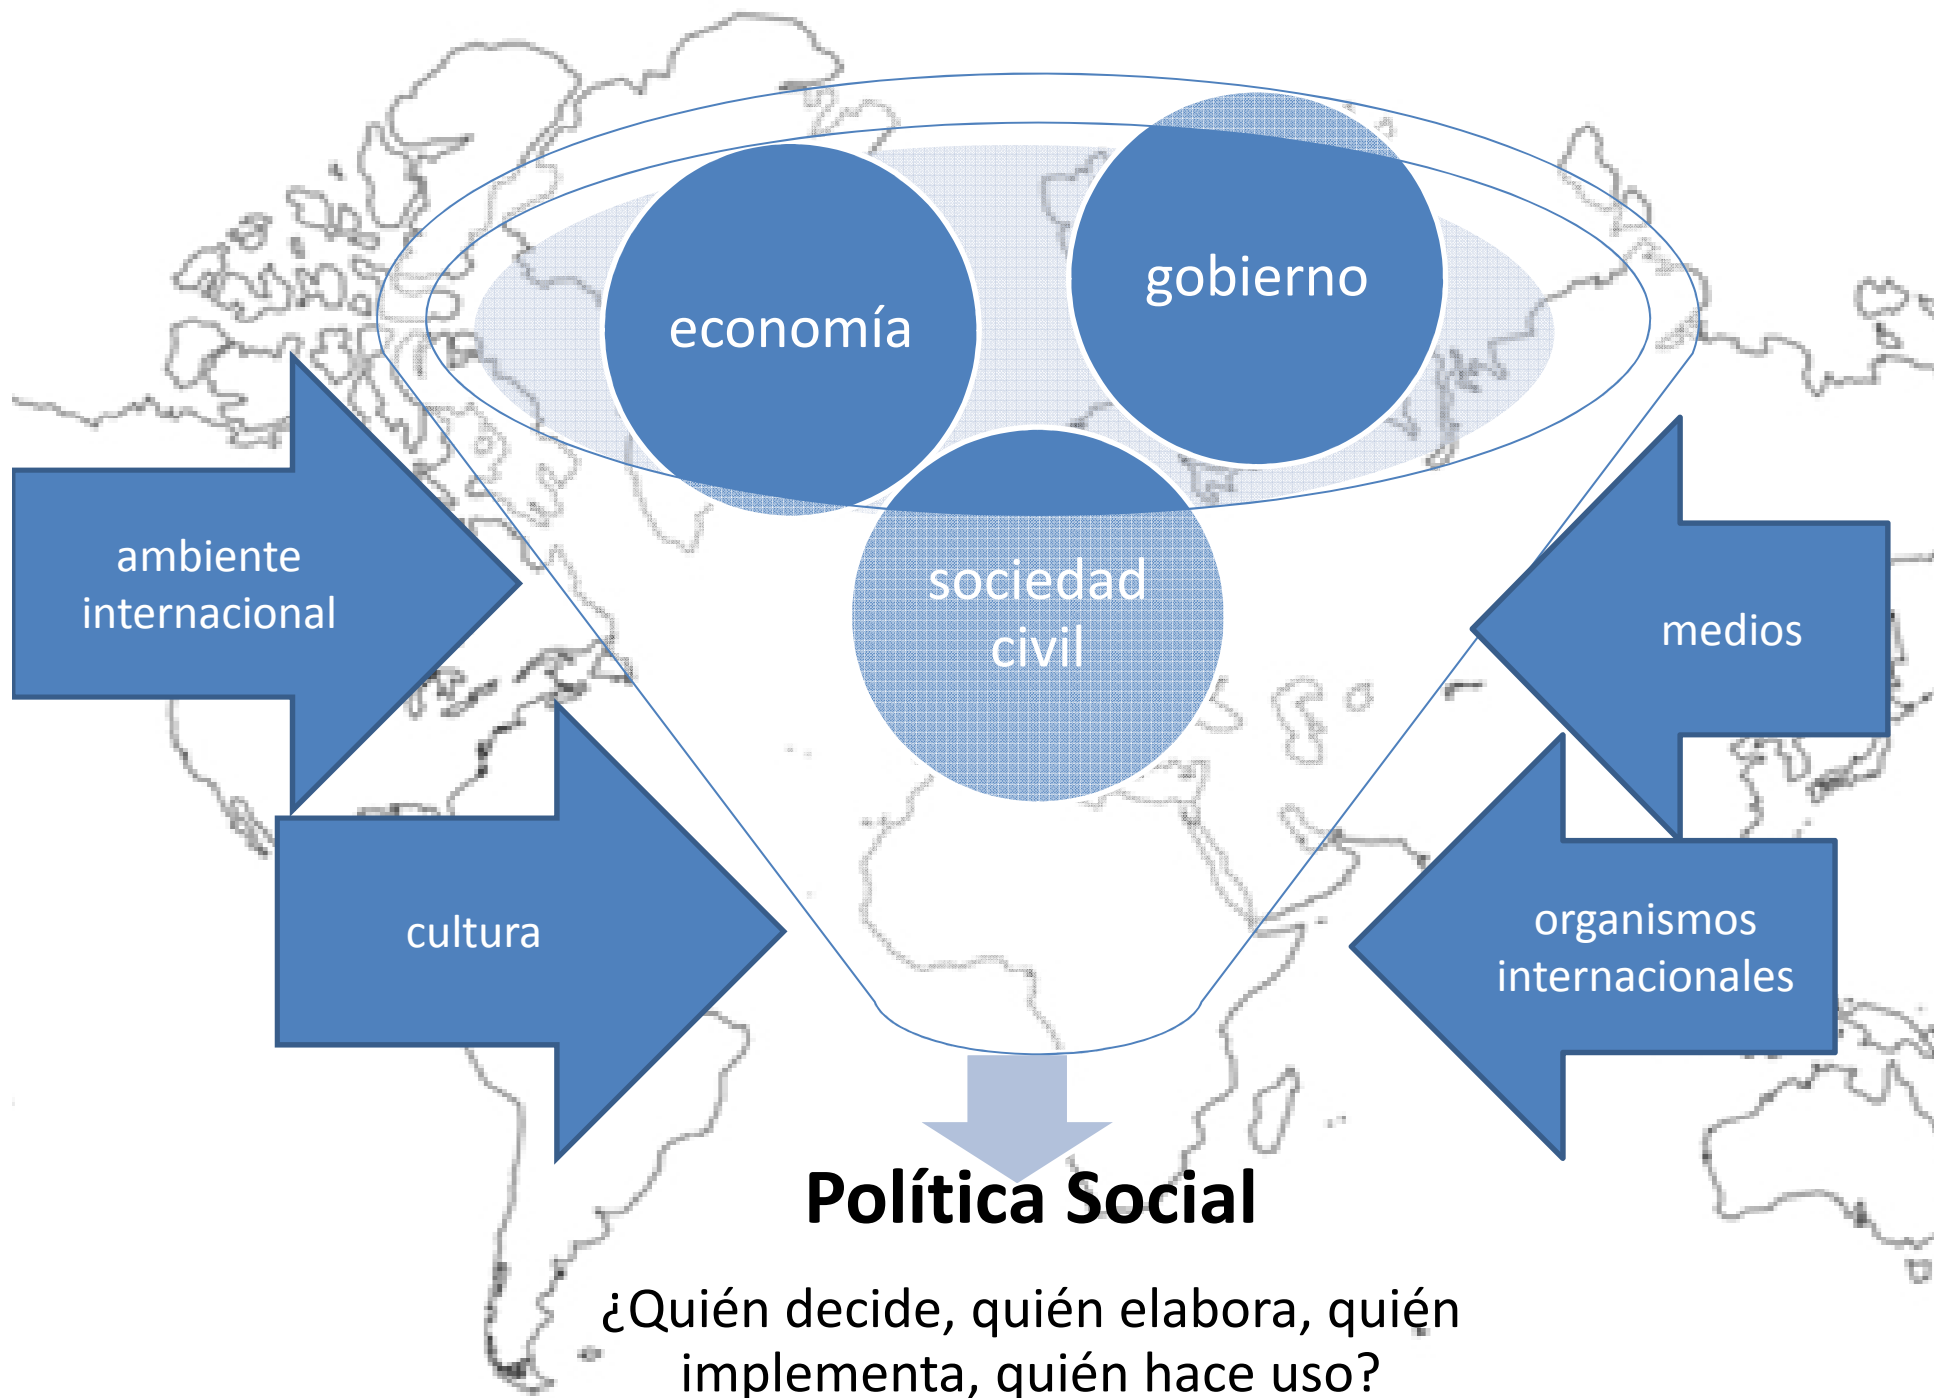 gobierno
economía
sociedad
civil
ambiente
internacional
medios
cultura
organismos
internacionales
Política Social
¿Quién decide, quién elabora, quién
implementa, quién hace uso?